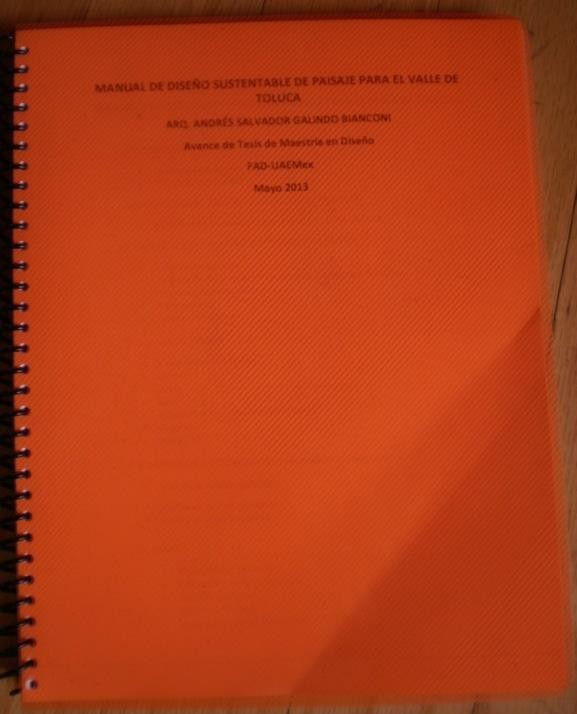 MANUAL DE DISEÑO SUSTENTABLE DE PAISAJE PARA EL VALLE DE
TOLUCA
ARQ. ANDRÉS SALVADOR GALINDO BIANCONI
Avance de Tesis de Maestría en Diseño
FAD-UAEMex
Mayo 2013